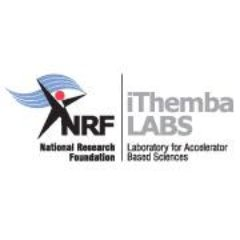 NRF
National Research
Foundation
iThemba
LABS
Laboratory for Accelerator
Based Sciences